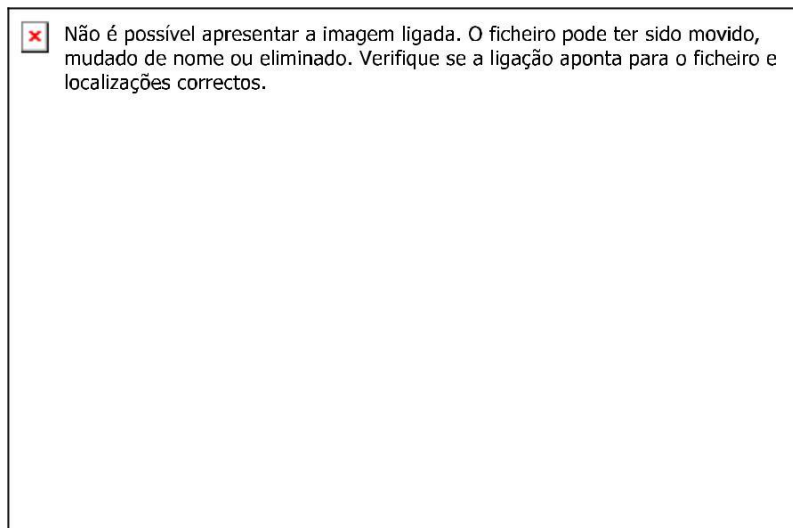 Não é possível apresentar a imagem ligada. O ficheiro pode ter sido movido,
mudado de nome ou eliminado. Verifique se a ligação aponta para o ficheiro e
localizações correctos.